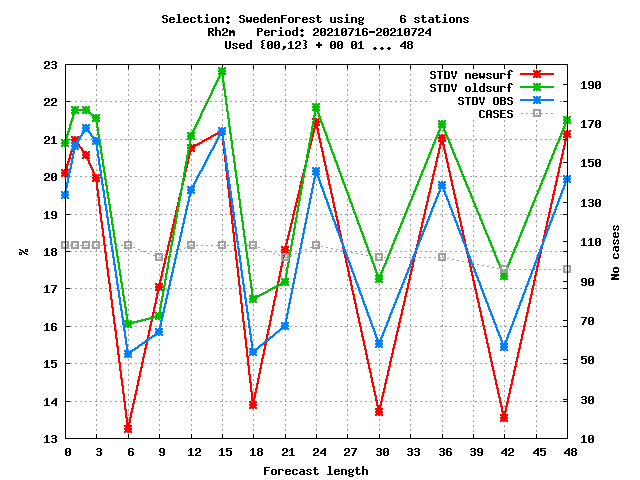 Selection: SwedenForest using     6 stations
Rh2m   Period: 20210716-20210724
Used {00,12} + 00 01 ... 48
STDV newsurf
STDV oldsurf
STDV OBS
CASES
23
22
21
20
19
18
17
16
15
14
13
%
190
170
150
130
110
90
70
50
30
10
No cases
0 3 6 9 12 15 18 21 24 27 30 33 36 39 42 45 48
Forecast length